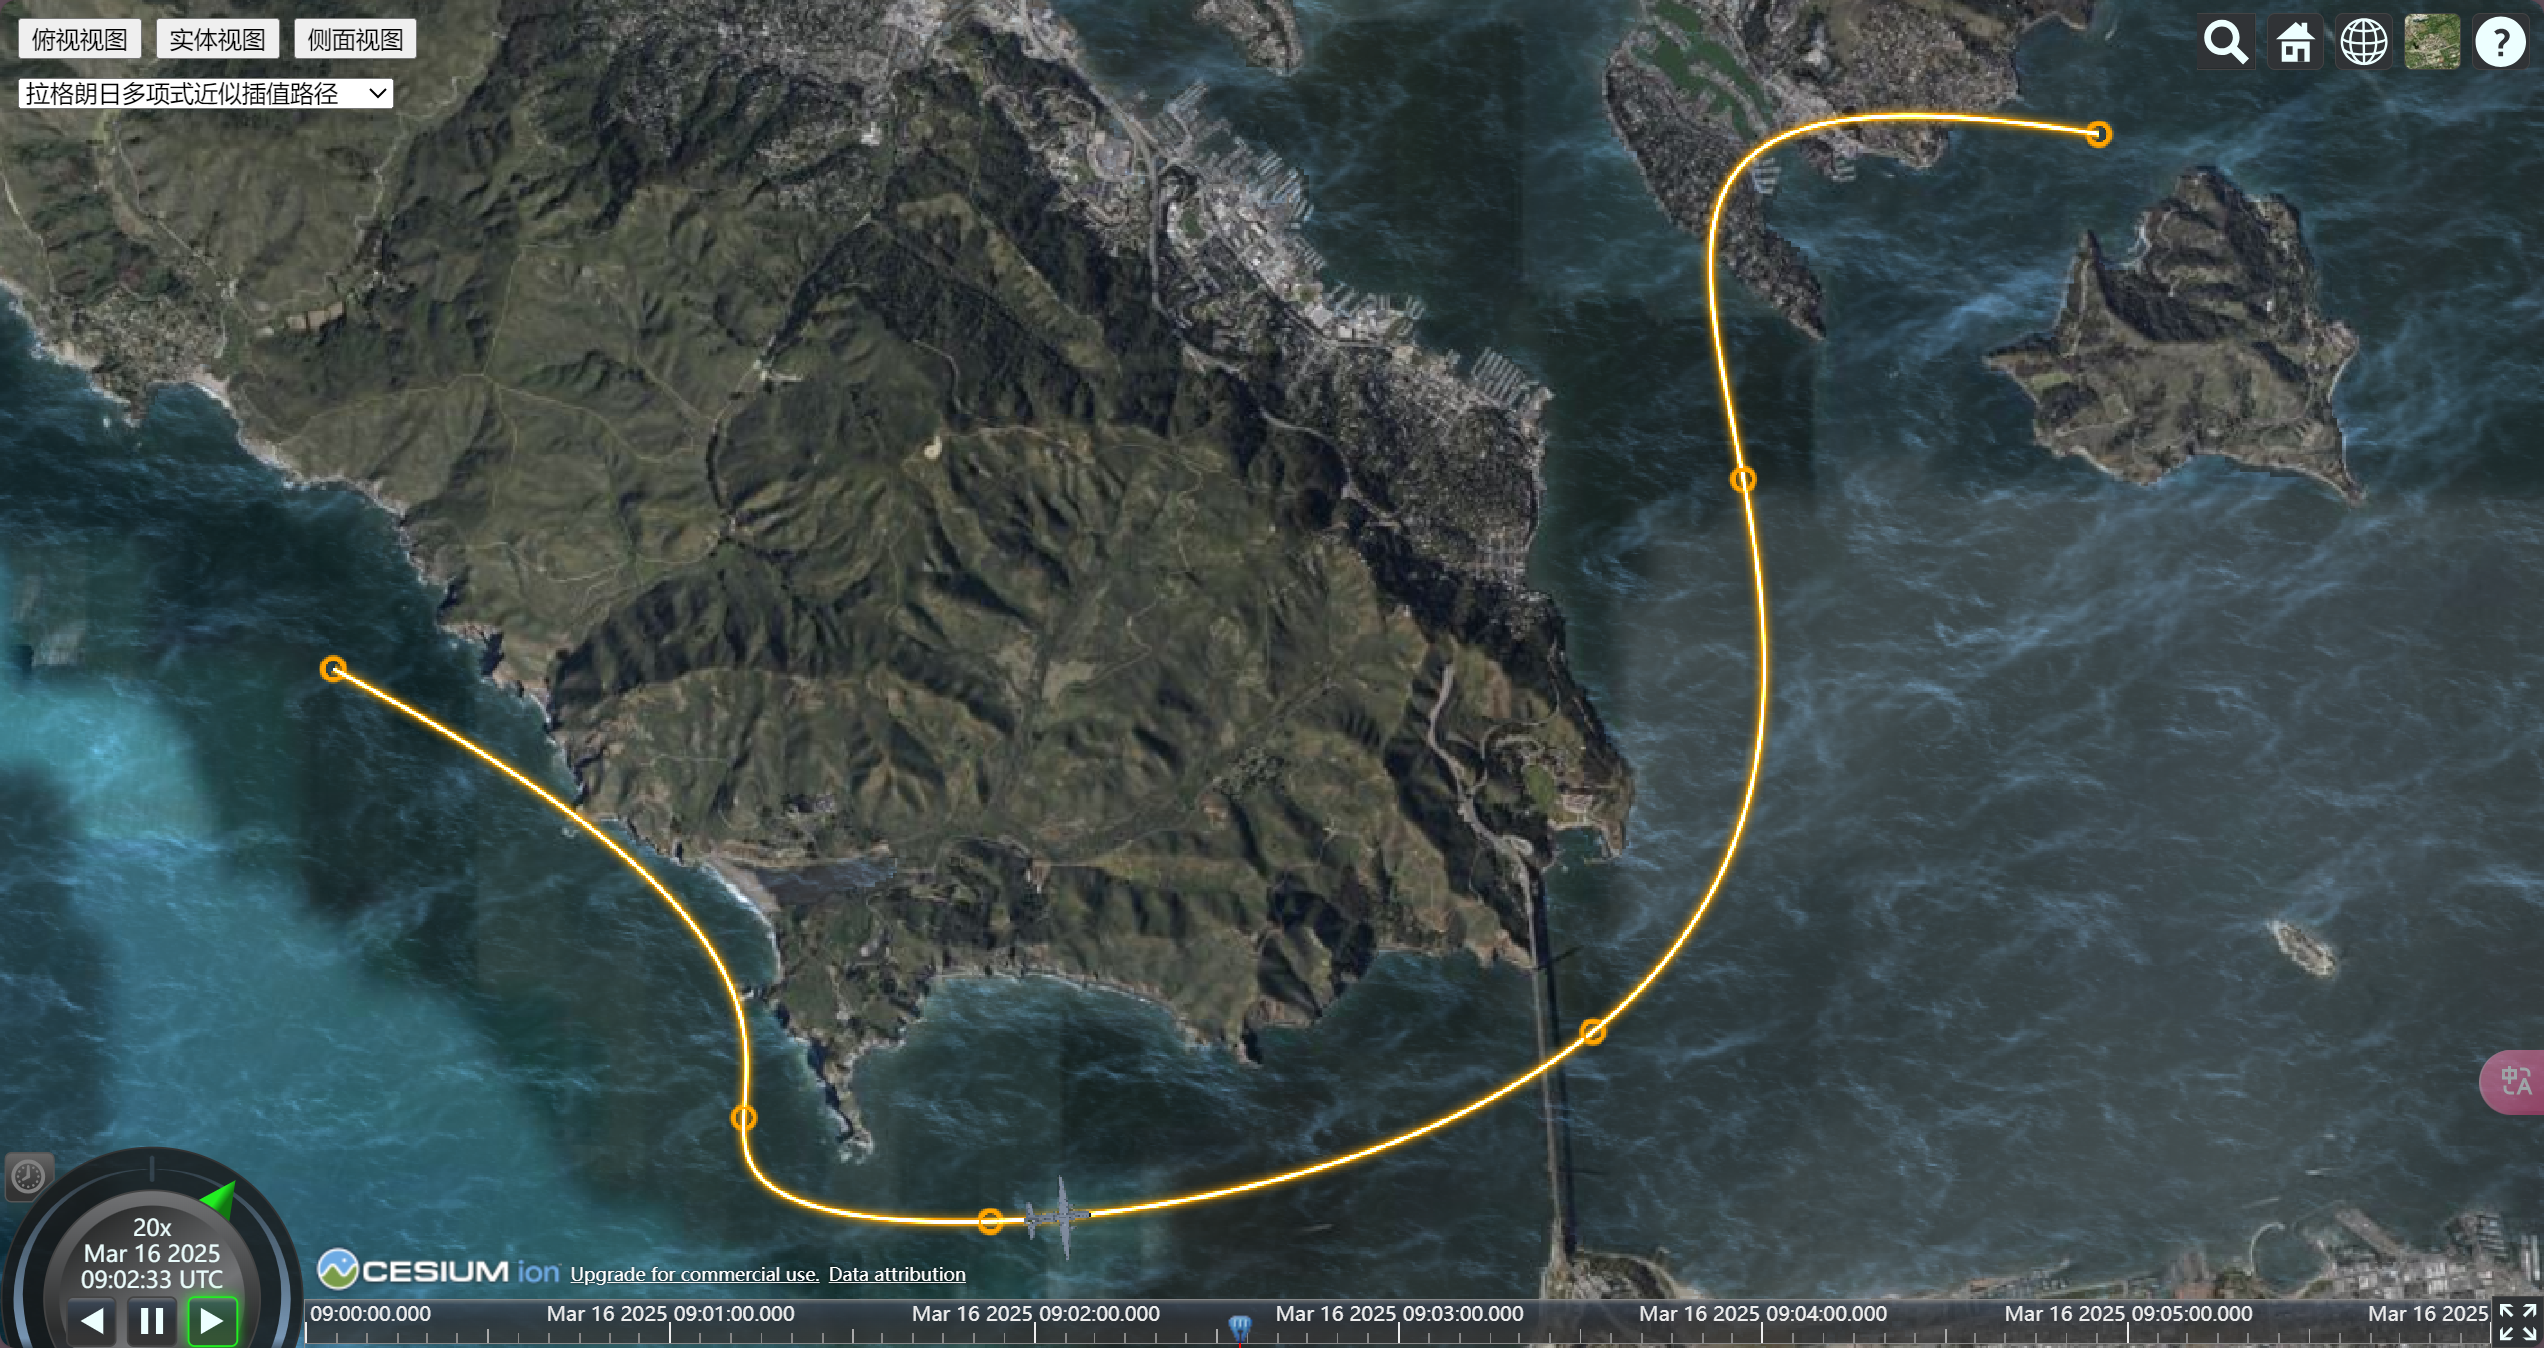 俯视视图 实体视图 侧面视图
拉格朗日多项式近似插值路径
?
中A
20x
Mar 16 2025
09:02:33 UTC
CESIUM ion Upgrade for commercial use. Data attribution
09:00:00.000 Mar 16 2025 09:01:00.000 Mar 16 2025 09:02:00.000 Mar 16 2025 09:03:00.000 Mar 16 2025 09:04:00.000 Mar 16 2025 09:05:00.000 Mar 16 2025